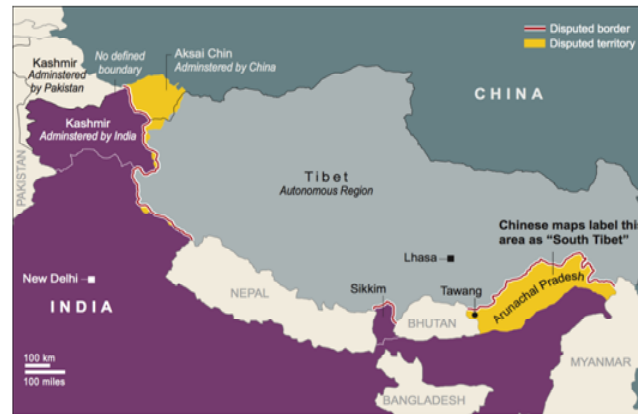 Disputed border
Disputed territory
Kashmir
Adminstered
by Pakistan
No defined
boundary
Aksai Chin
Adminstered by China
CHINA
Kashmir
Adminstered by India
PAKISTAN
Tibet
Autonomous Region
Chinese maps label this
area as “South Tibet”
Lhasa
New Delhi
NEPAL
Sikkim
Tawang
Arunachal Pradesh
INDIA
BHUTAN
MYANMAR
100 km
100 miles
BANGLADESH